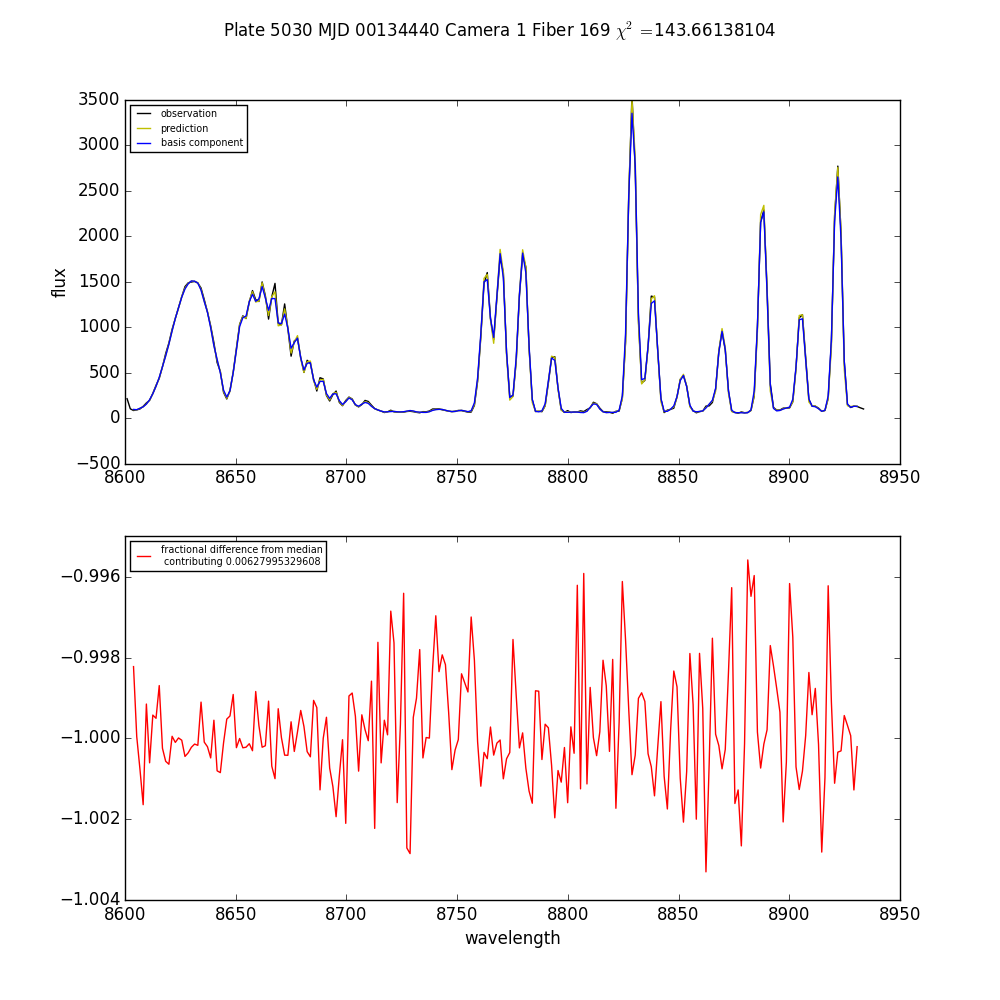 Plate 5030 MJD 00134440 Camera 1 Fiber 169 χ² =143.66138104
3500
3000
2500
2000
1500
1000
500
0
−500
flux
observation
prediction
basis component
8600 8650 8700 8750 8800 8850 8900 8950
fractional difference from median
contributing 0.00627995329608
−0.996
−0.998
−1.000
−1.002
−1.004
8600 8650 8700 8750 8800 8850 8900 8950
wavelength